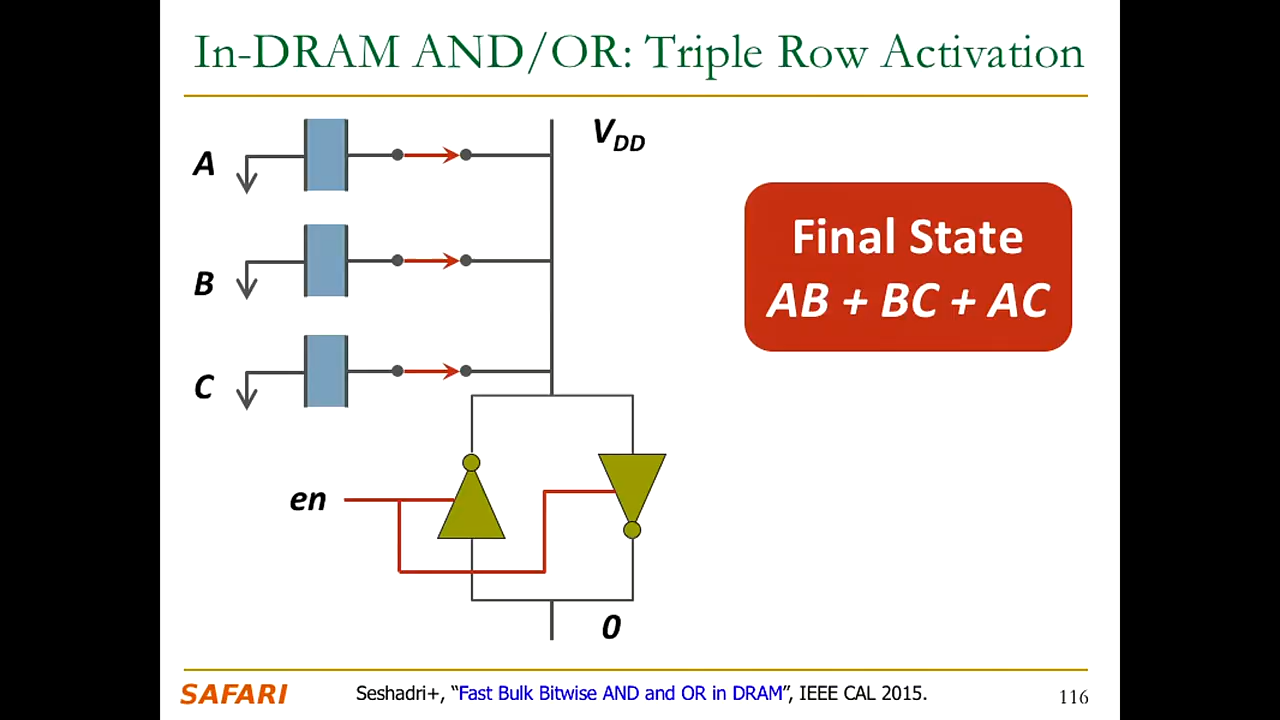 In-DRAM AND/OR: Triple Row Activation
V_DD
A
Final State
AB + BC + AC
B
C
en
0
SAFARI
Seshadri+, “Fast Bulk Bitwise AND and OR in DRAM”, IEEE CAL 2015.
116